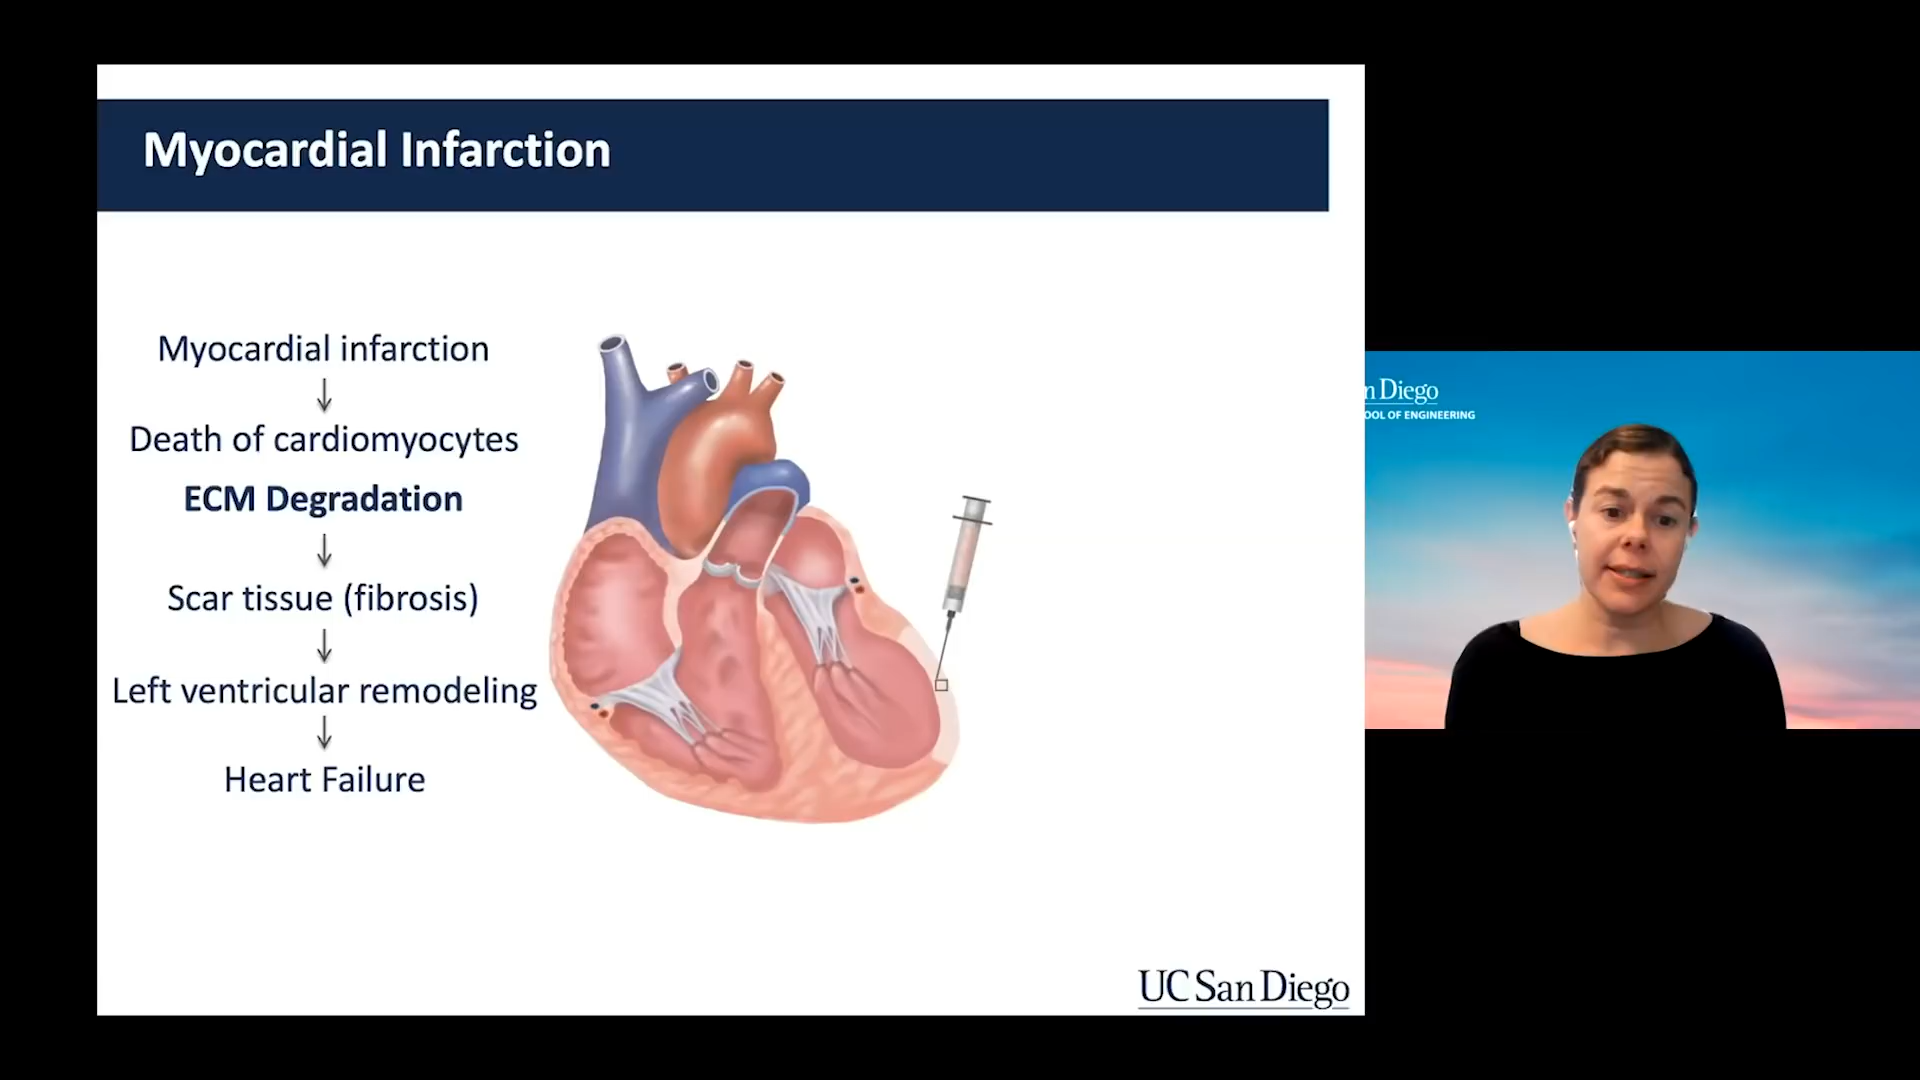 Myocardial Infarction
Myocardial infarction
Death of cardiomyocytes
ECM Degradation
Scar tissue (fibrosis)
Left ventricular remodeling
Heart Failure
UC San Diego
Diego
OF ENGINEERING